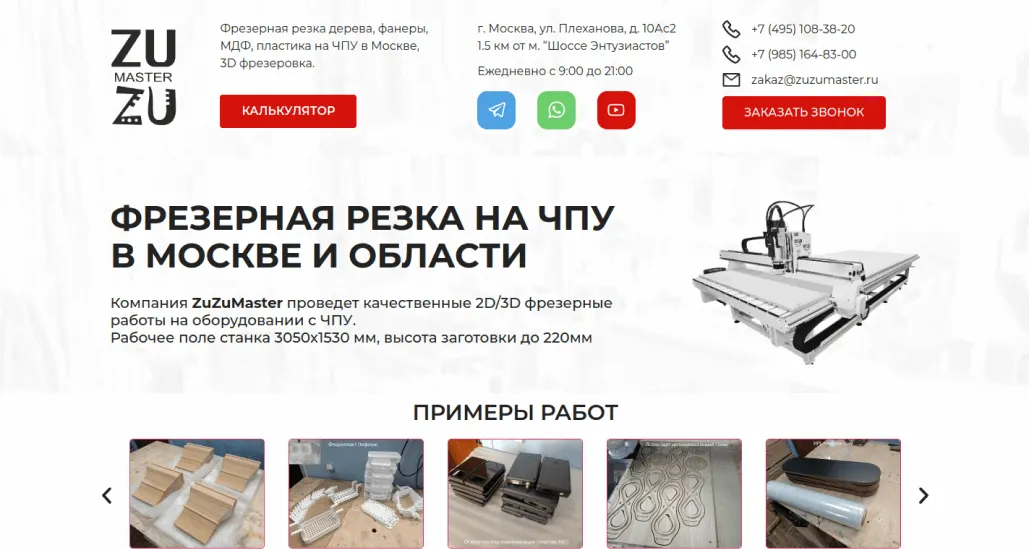 ZU
MASTER
ZU
Фрезерная резка дерева, фанеры,
МДФ, пластика на ЧПУ в Москве,
3D фрезеровка.
КАЛЬКУЛЯТОР
г. Москва, ул. Плеханова, д. 10Ас2
1.5 км от м. “Шоссе Энтузиастов”
Ежедневно с 9:00 до 21:00
+7 (495) 108-38-20
+7 (985) 164-83-00
zakaz@zuzumaster.ru
ЗАКАЗАТЬ ЗВОНОК
ФРЕЗЕРНАЯ РЕЗКА НА ЧПУ
В МОСКВЕ И ОБЛАСТИ
Компания ZuZuMaster проведет качественные 2D/3D фрезерные
работы на оборудовании с ЧПУ.
Рабочее поле станка 3050х1530 мм, высота заготовки до 220мм
ПРИМЕРЫ РАБОТ
Фторопласт (тефлон)